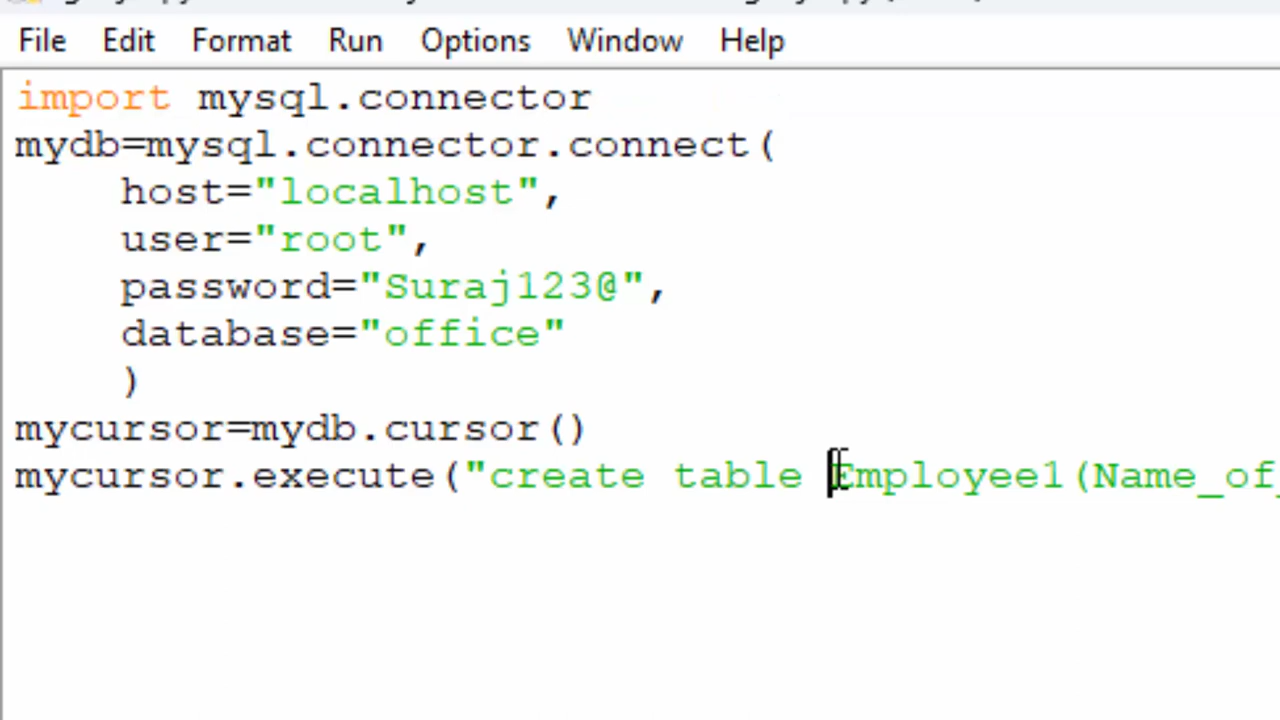 File Edit Format Run Options Window Help
import mysql.connector
mydb=mysql.connector.connect(
host="localhost",
user="root",
password="Suraj123@",
database="office"
)
mycursor=mydb.cursor()
mycursor.execute("create table Employee1(Name_of_